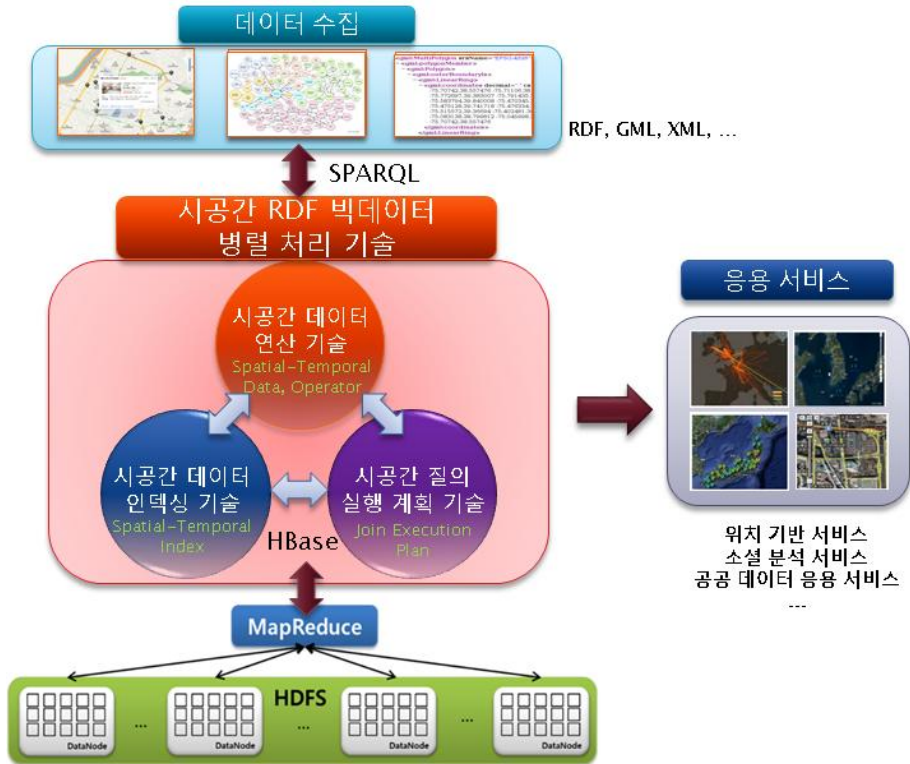 데이터 수집
RDF, GML, XML, ...
SPARQL
시공간 RDF 빅데이터
병렬 처리 기술
시공간 데이터
연산 기술
Spatial-Temporal
Data, Operator
시공간 데이터
인덱싱 기술
Spatial-Temporal
Index
시공간 질의
실행 계획 기술
Join Execution
Plan
HBase
응용 서비스
위치 기반 서비스
소셜 분석 서비스
공공 데이터 응용 서비스
...
MapReduce
HDFS
DataNode
...
DataNode
...
DataNode
...
DataNode